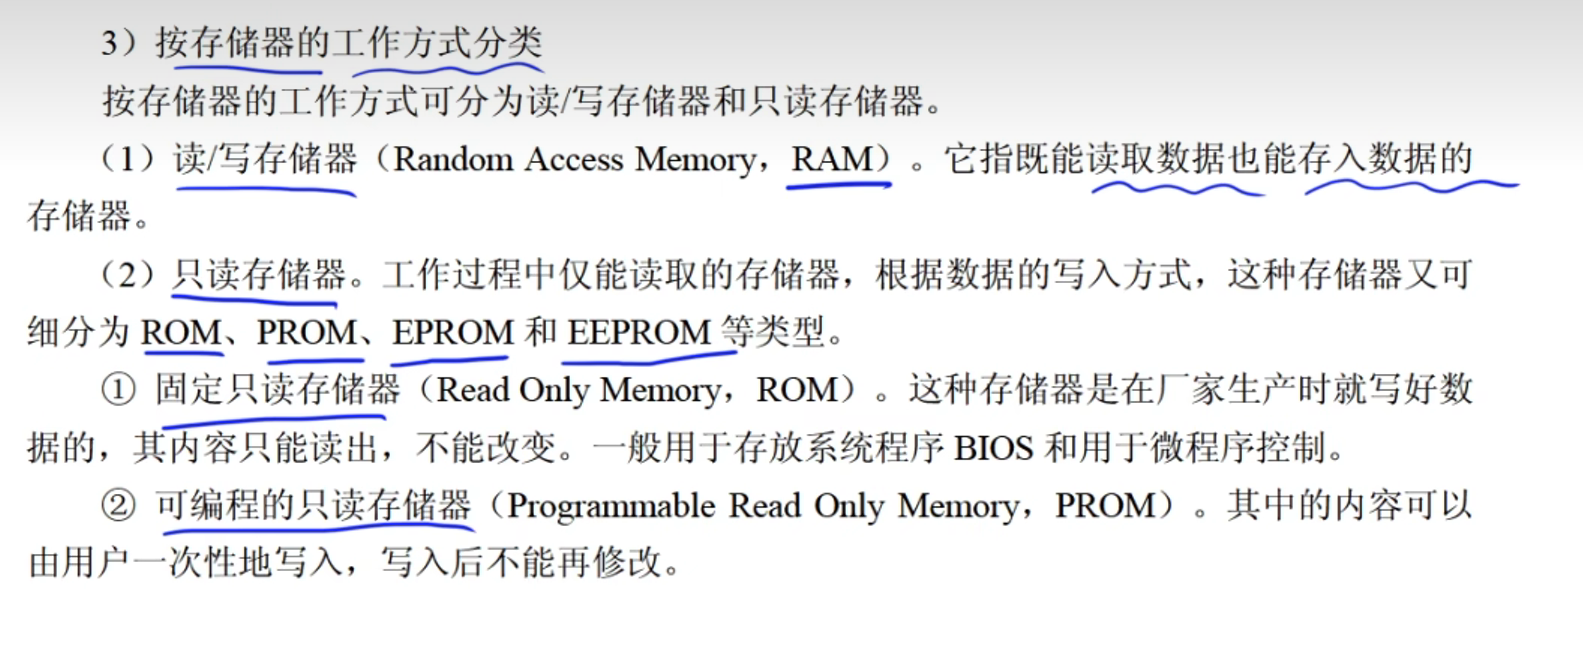 3）按存储器的工作方式分类
按存储器的工作方式可分为读/写存储器和只读存储器。
（1）读/写存储器（Random Access Memory，RAM）。它指既能读取数据也能存入数据的
存储器。
（2）只读存储器。工作过程中仅能读取的存储器，根据数据的写入方式，这种存储器又可
细分为 ROM、PROM、EPROM 和 EEPROM 等类型。
① 固定只读存储器（Read Only Memory，ROM）。这种存储器是在厂家生产时就写好数
据的，其内容只能读出，不能改变。一般用于存放系统程序 BIOS 和用于微程序控制。
② 可编程的只读存储器（Programmable Read Only Memory，PROM）。其中的内容可以
由用户一次性地写入，写入后不能再修改。